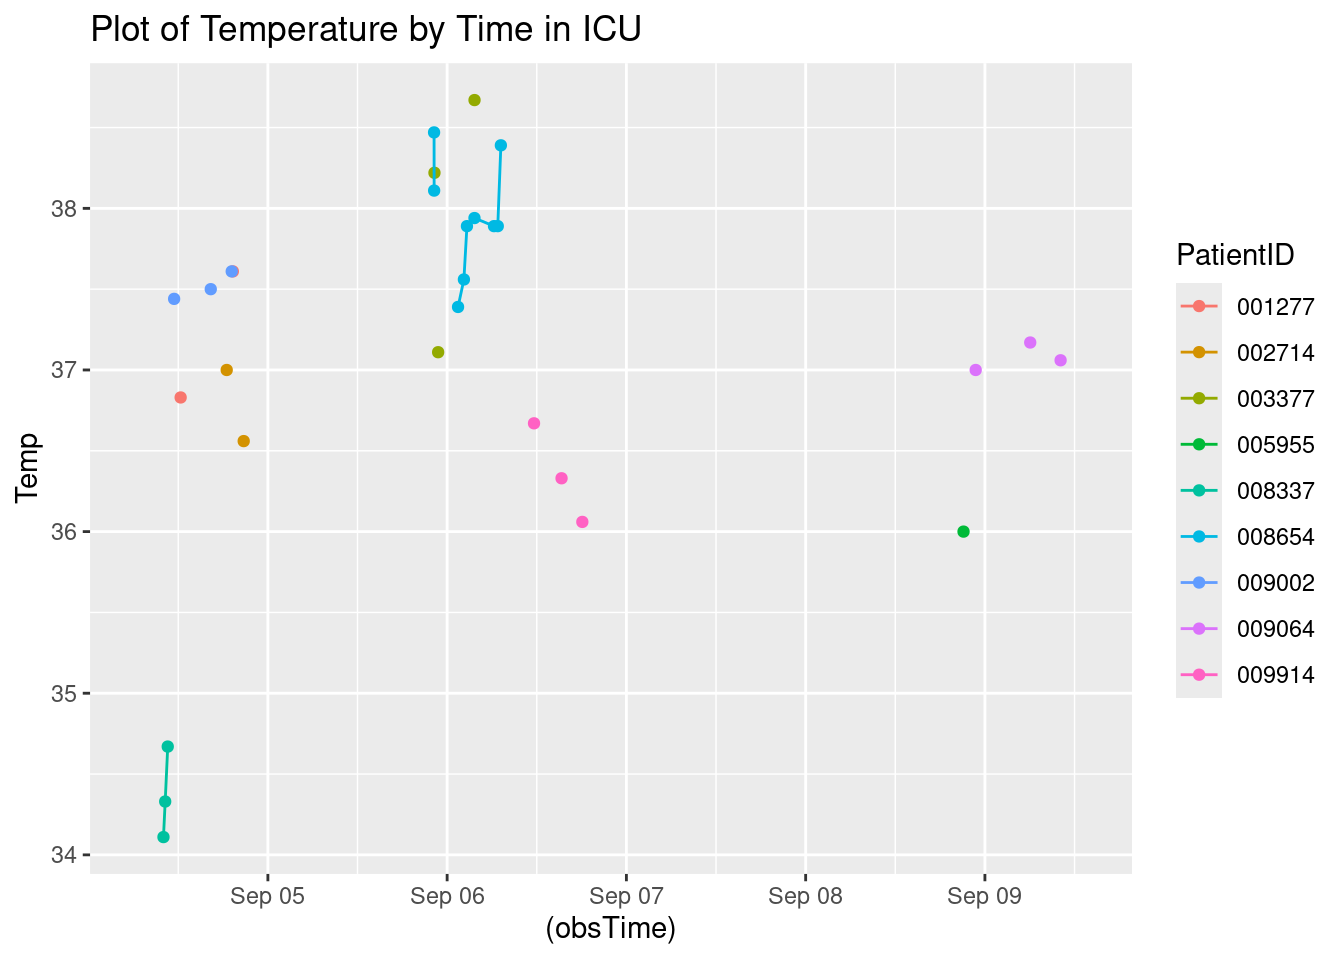 Plot of Temperature by Time in ICU
Temp
38
37
36
35
34
Sep 05
Sep 06
Sep 07
Sep 08
Sep 09
(obsTime)
PatientID
001277
002714
003377
005955
008337
008654
009002
009064
009914